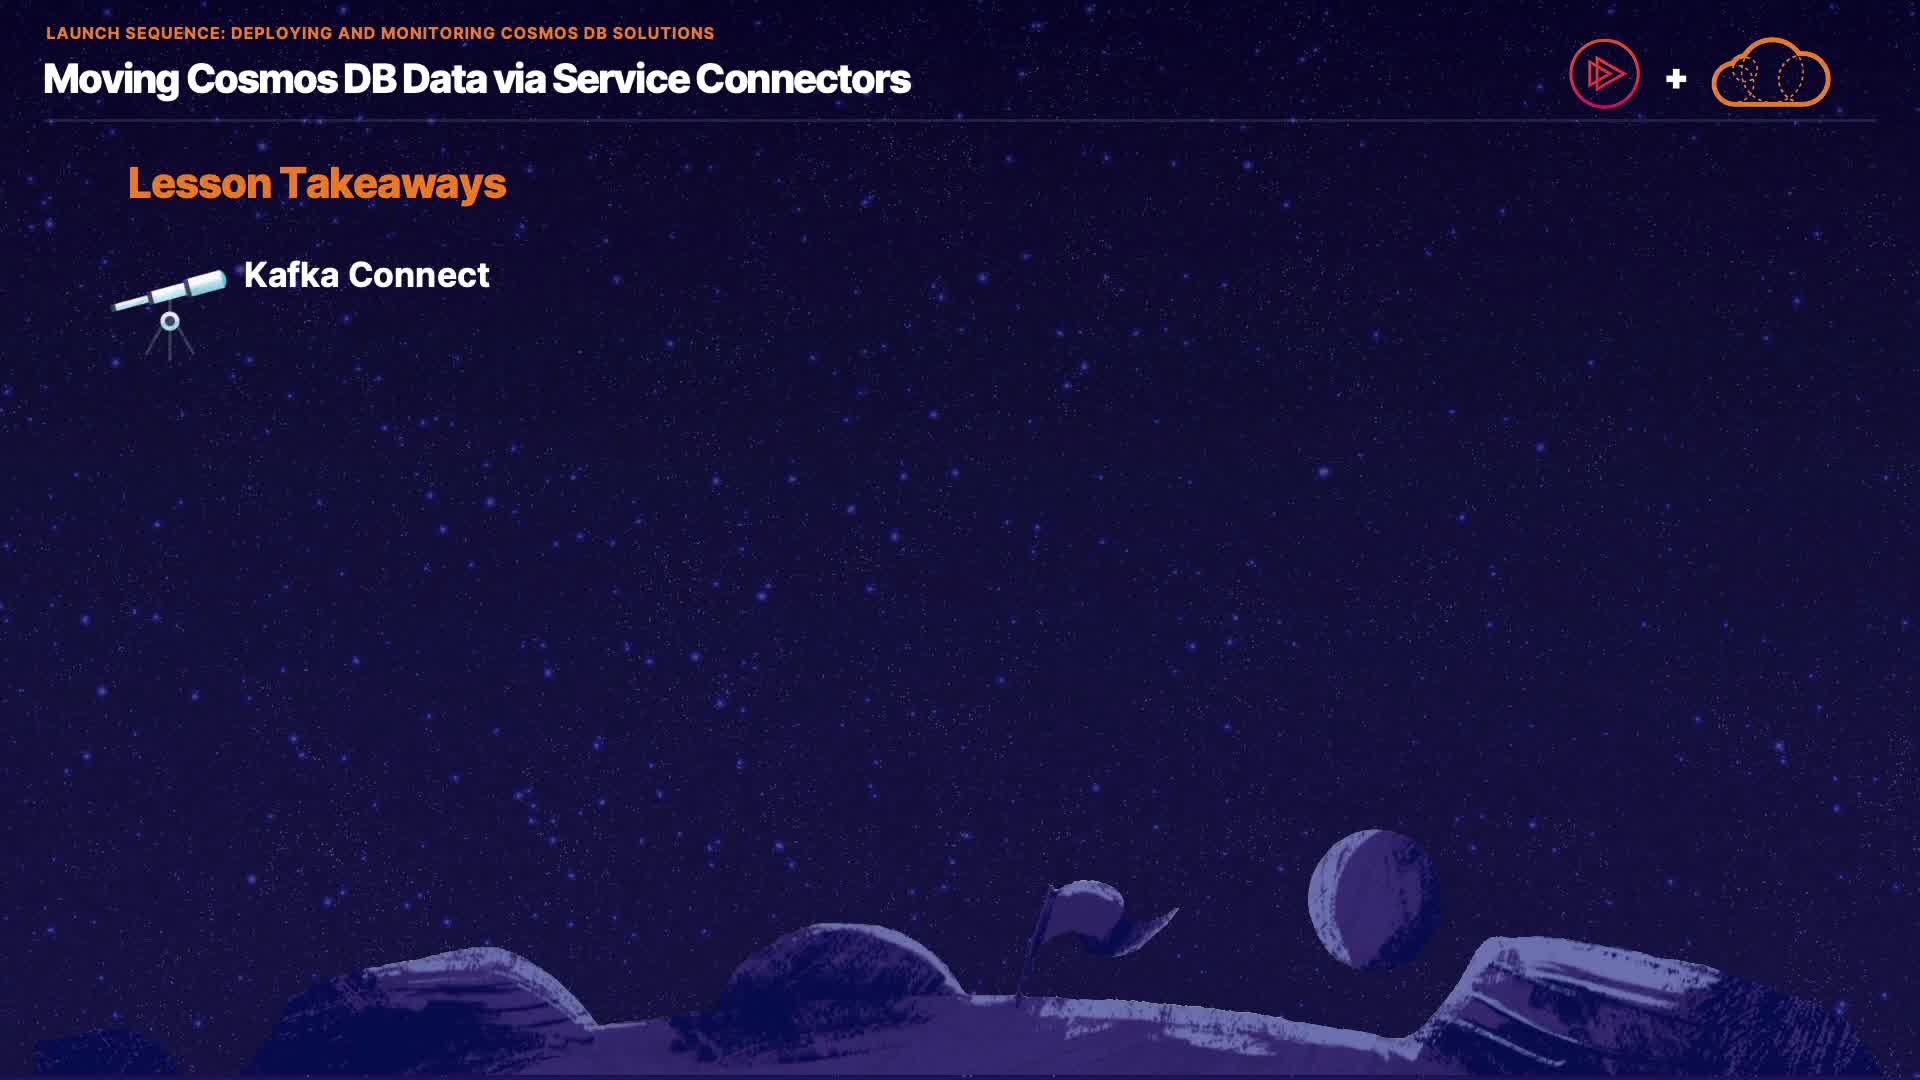 LAUNCH SEQUENCE: DEPLOYING AND MONITORING COSMOS DB SOLUTIONS
Moving Cosmos DB Data via Service Connectors
+
Lesson Takeaways
Kafka Connect